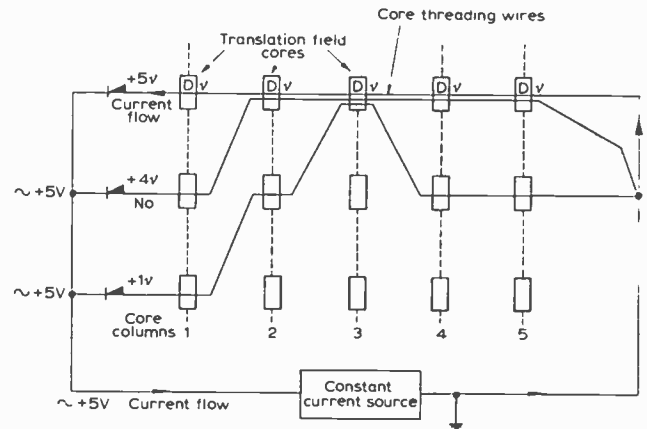 Core threading wires
Translation field
cores
+5v
D v D v D v D v D v
Current flow
~ +5V
+4v
No
~ +5V
+1v
Core
columns 1 2 3 4 5
~ +5V Current flow
Constant
current source